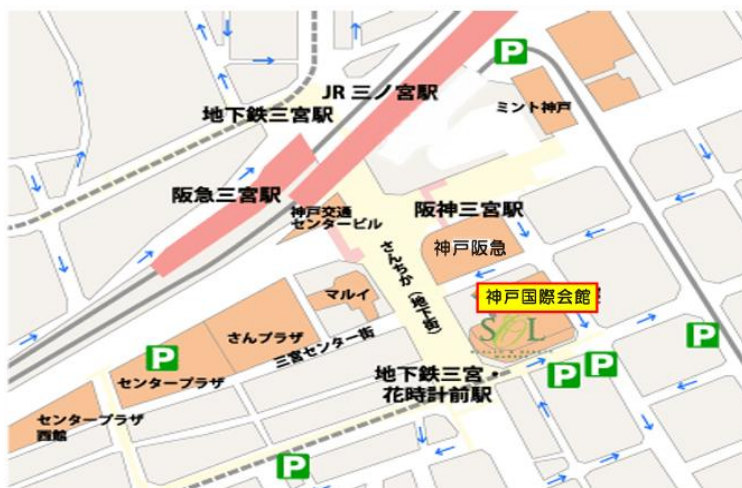 P
JR 三ノ宮駅
地下鉄三宮駅
ミント神戸
阪急三宮駅
神戸交通
センタービル
阪神三宮駅
神戸阪急
さんちか（地下街）
マルイ
神戸国際会館
SOL
さんプラザ
三宮センター街
P
P
P
P
センタープラザ
地下鉄三宮・
花時計前駅
センタープラザ
西館
P